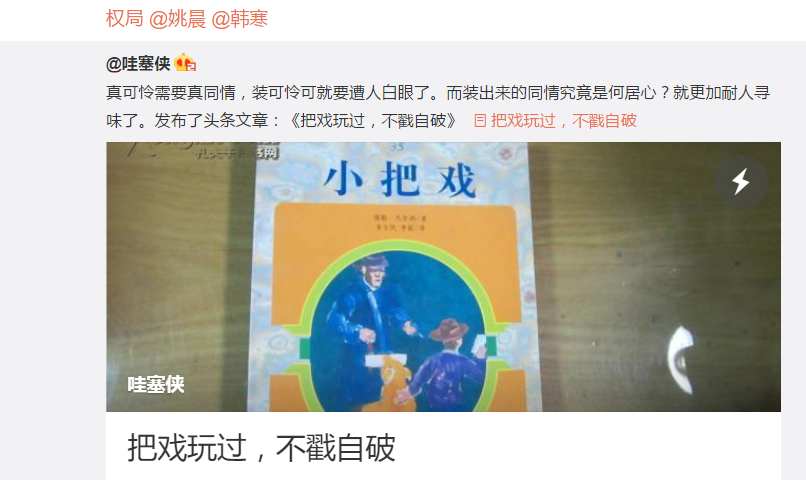 权局 @姚晨 @韩寒
@哇塞侠
真可怜需要真同情，装可怜可就要遭人白眼了。而装出来的同情究竟是何居心？就更加耐人寻
味了。发布了头条文章：《把戏玩过，不戳自破》 把戏玩过，不戳自破
35
小把戏
哇塞侠
把戏玩过，不戳自破